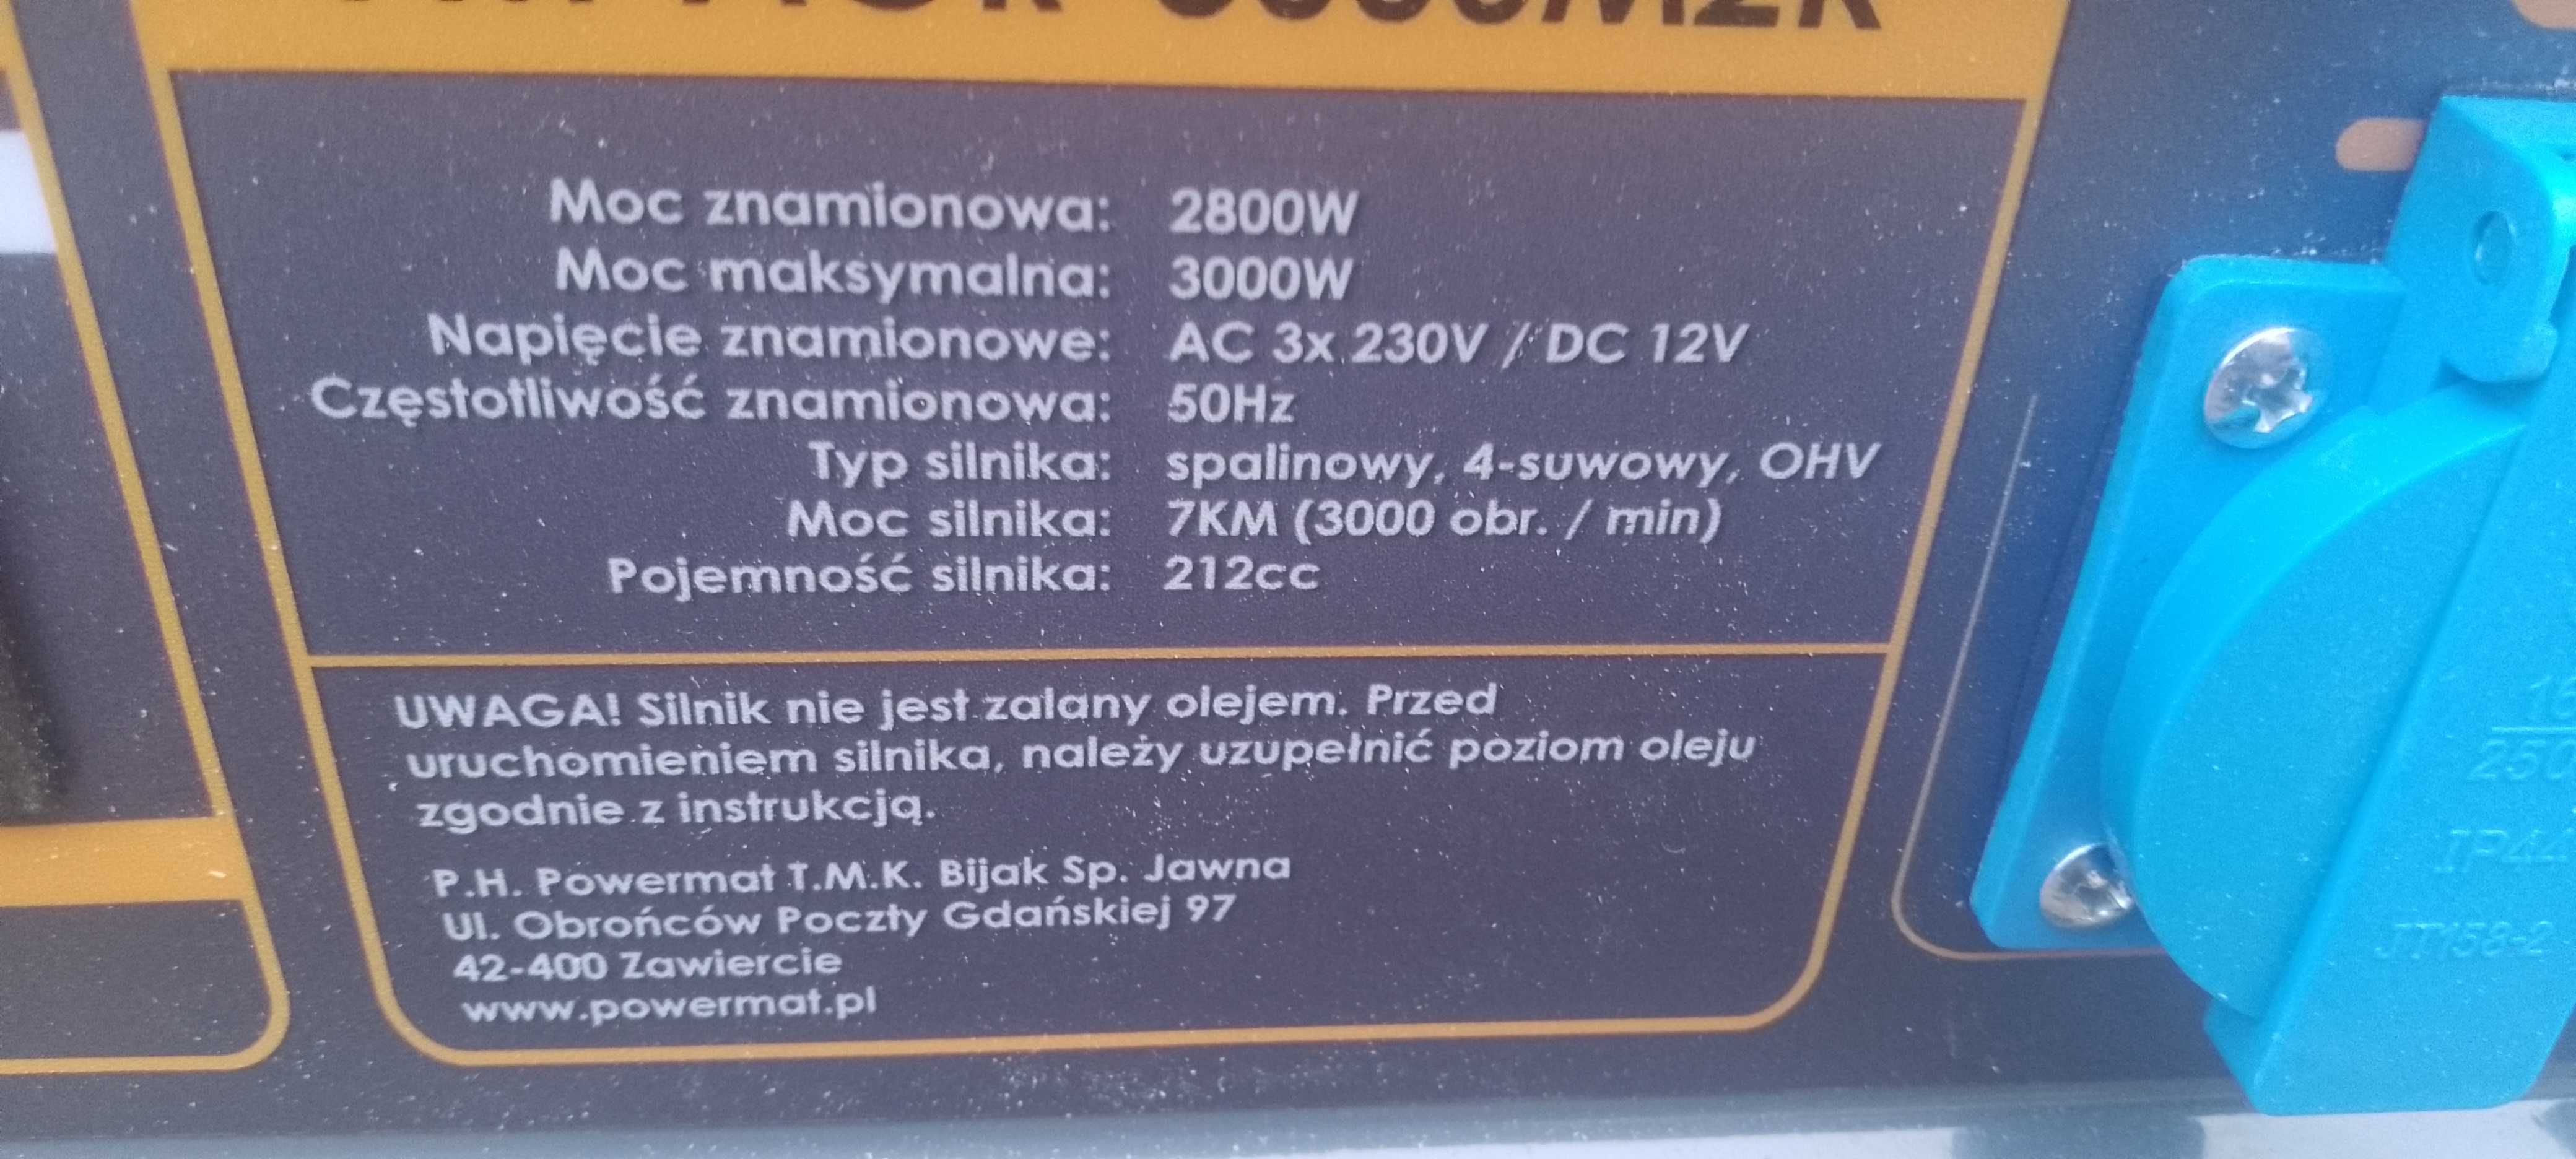 Moc znamionowa: 2800W
Moc maksymalna: 3000W
Napięcie znamionowe: AC 3x 230V / DC 12V
Częstotliwość znamionowa: 50Hz
Typ silnika: spalinowy, 4-suwowy, OHV
Moc silnika: 7KM (3000 obr. / min)
Pojemność silnika: 212cc
UWAGA! Silnik nie jest zalany olejem. Przed
uruchomieniem silnika, należy uzupełnić poziom oleju
zgodnie z instrukcją.
P.H. Powermat T.M.K. Bijak Sp. Jawna
Ul. Obrońców Poczty Gdańskiej 97
42-400 Zawiercie
www.powermat.pl
IP44
JT158-2